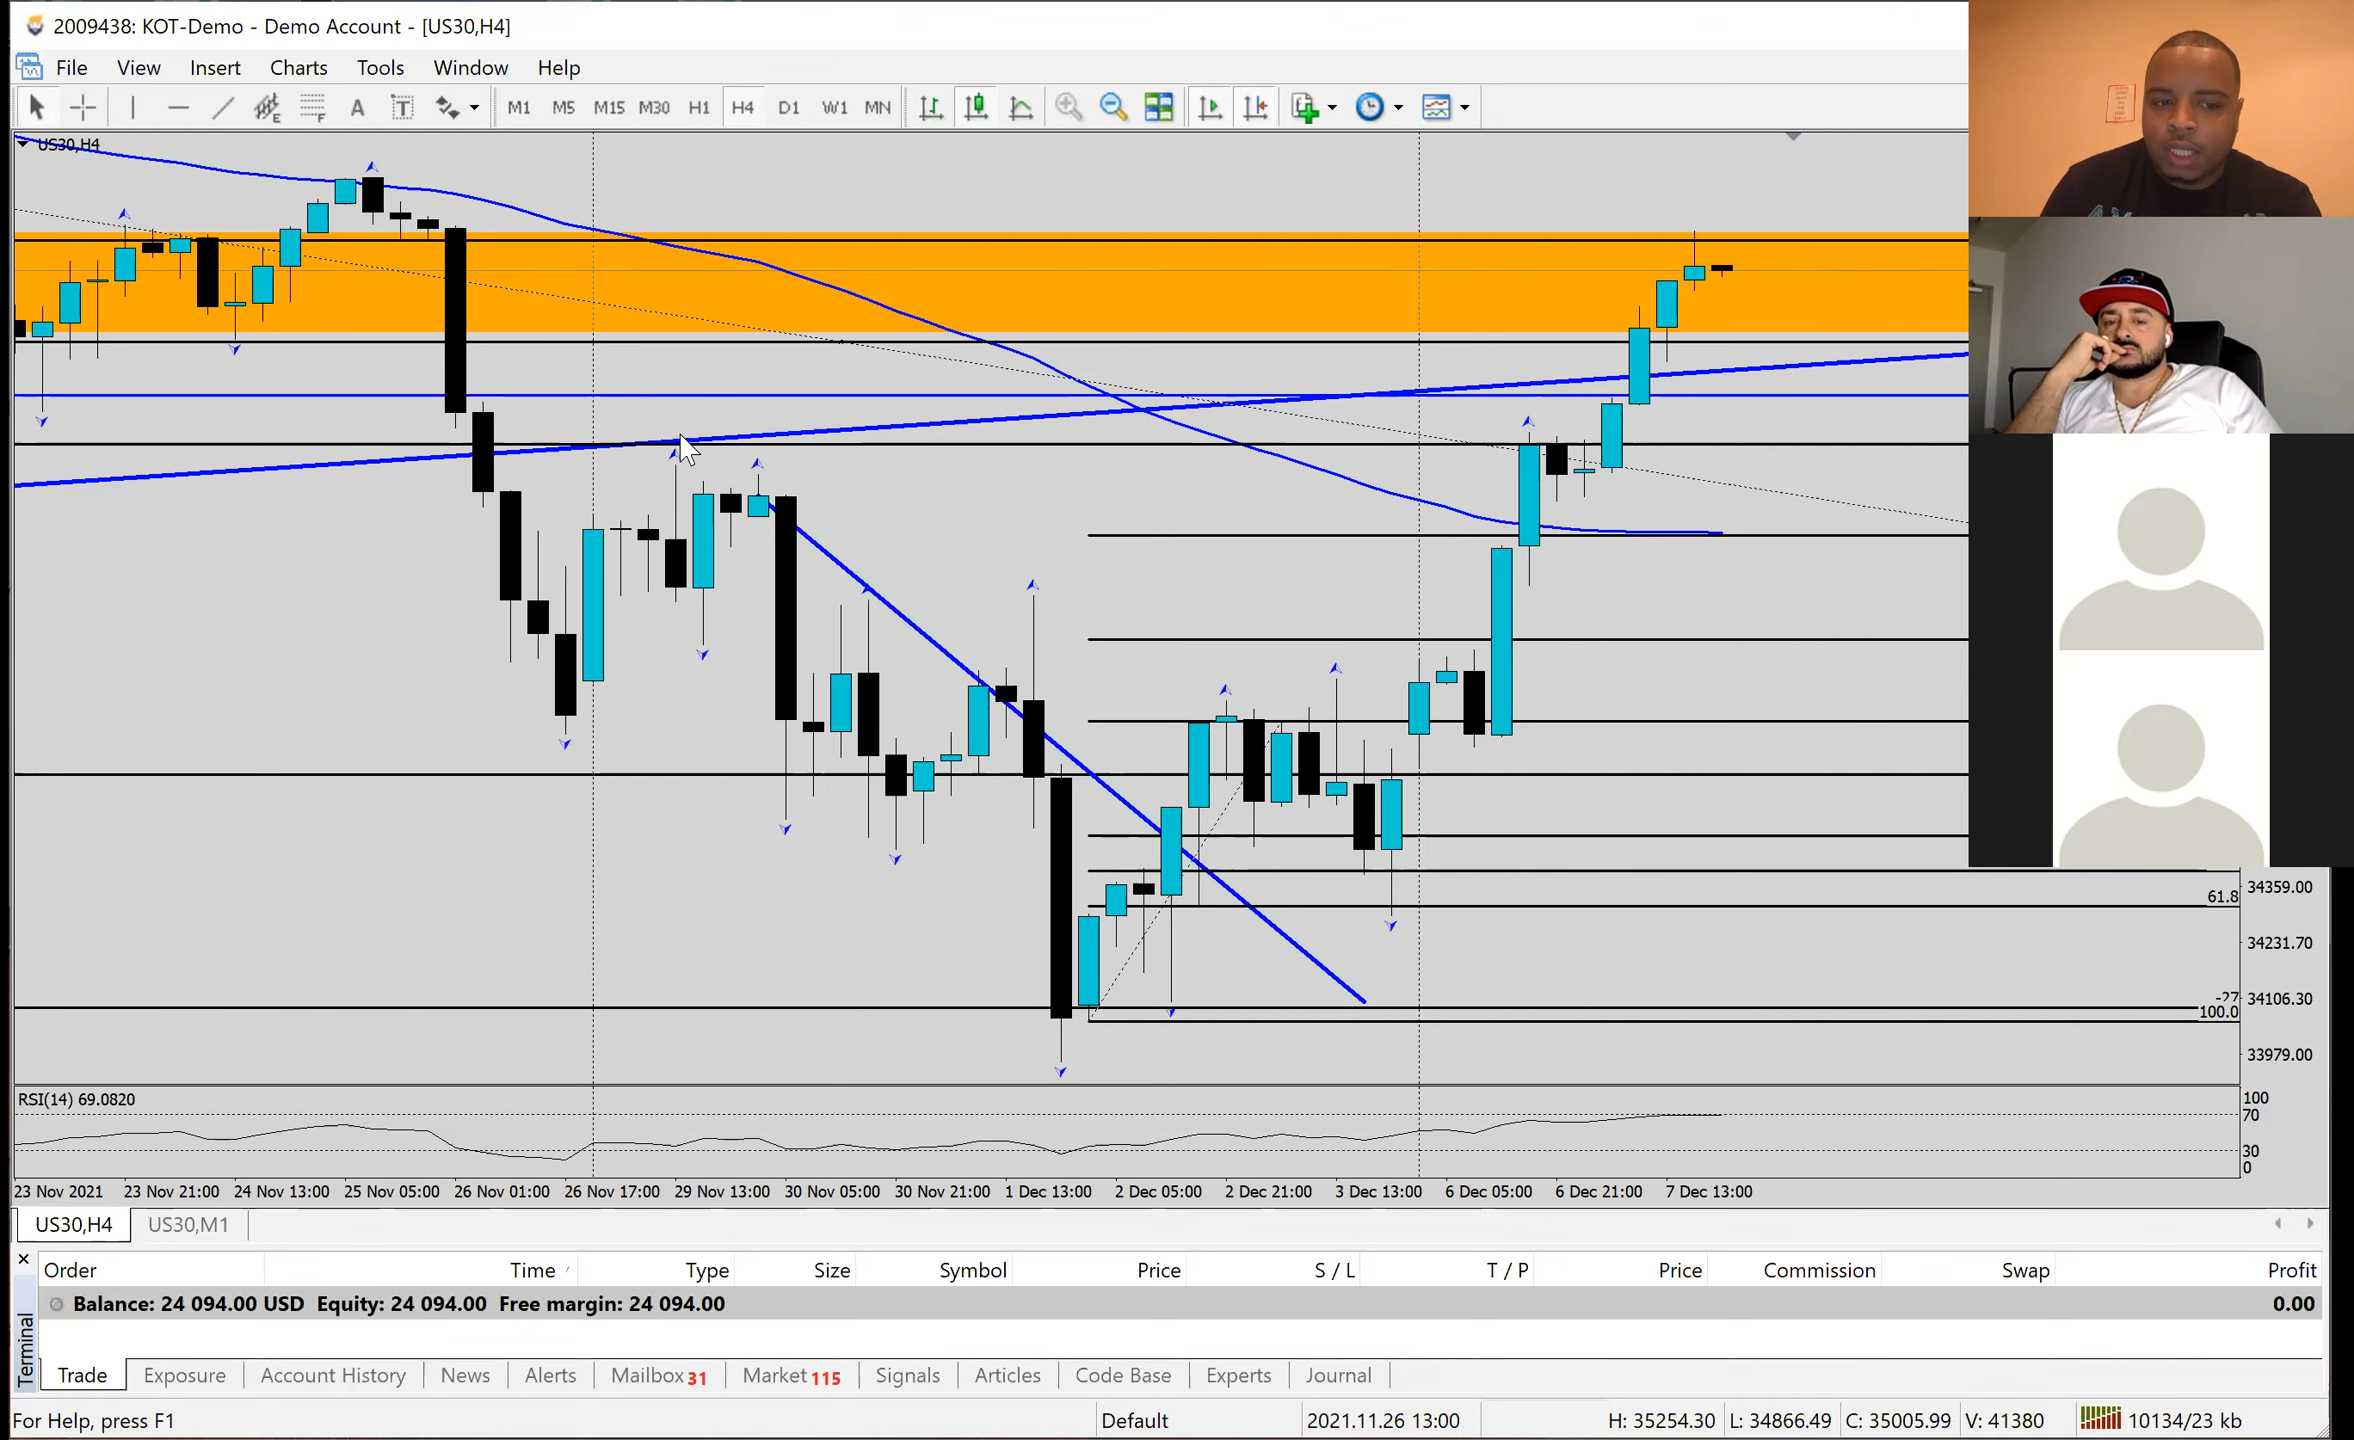 2009438: KOT-Demo - Demo Account - [US30,H4]
File View Insert Charts Tools Window Help
A T M1 M5 M15 M30 H1 H4 D1 W1 MN
US30,H4
34359.00
61.8
34231.70
-27
34106.30
100.0
33979.00
RSI(14) 69.0820
100
70
30
0
23 Nov 2021 23 Nov 21:00 24 Nov 13:00 25 Nov 05:00 26 Nov 01:00 26 Nov 17:00 29 Nov 13:00 30 Nov 05:00 30 Nov 21:00 1 Dec 13:00 2 Dec 05:00 2 Dec 21:00 3 Dec 13:00 6 Dec 05:00 6 Dec 21:00 7 Dec 13:00
US30,H4 US30,M1
Order Time Type Size Symbol Price S / L T / P Price Commission Swap Profit
Balance: 24 094.00 USD Equity: 24 094.00 Free margin: 24 094.00 0.00
Terminal
Trade Exposure Account History News Alerts Mailbox 31 Market 115 Signals Articles Code Base Experts Journal
For Help, press F1 Default 2021.11.26 13:00 H: 35254.30 L: 34866.49 C: 35005.99 V: 41380 10134/23 kb